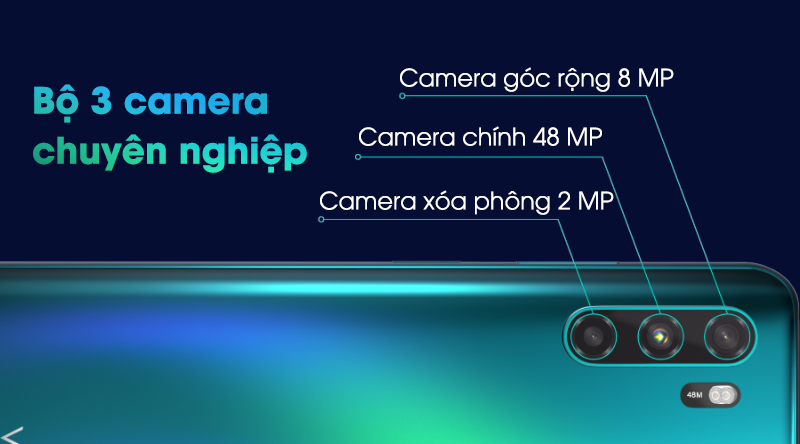 Bộ 3 camera
chuyên nghiệp
Camera góc rộng 8 MP
Camera chính 48 MP
Camera xóa phông 2 MP
48M